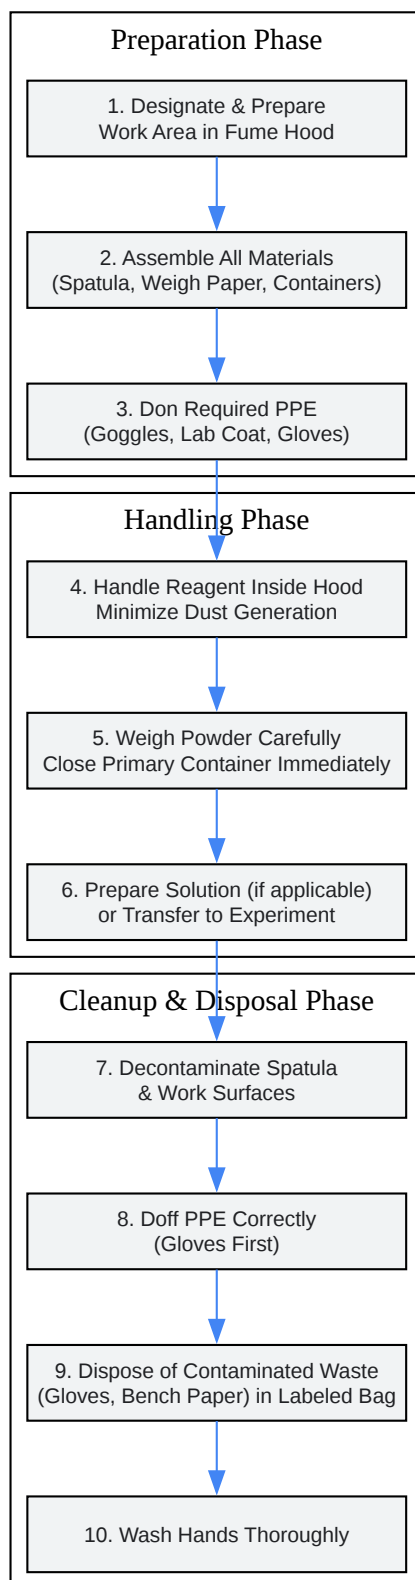 Preparation Phase
1. Designate & Prepare
Work Area in Fume Hood
2. Assemble All Materials
(Spatula, Weigh Paper, Containers)
3. Don Required PPE
(Goggles, Lab Coat, Gloves)
Handling Phase
4. Handle Reagent Inside Hood
Minimize Dust Generation
5. Weigh Powder Carefully
Close Primary Container Immediately
6. Prepare Solution (if applicable)
or Transfer to Experiment
Cleanup & Disposal Phase
7. Decontaminate Spatula
& Work Surfaces
8. Doff PPE Correctly
(Gloves First)
9. Dispose of Contaminated Waste
(Gloves, Bench Paper) in Labeled Bag
10. Wash Hands Thoroughly